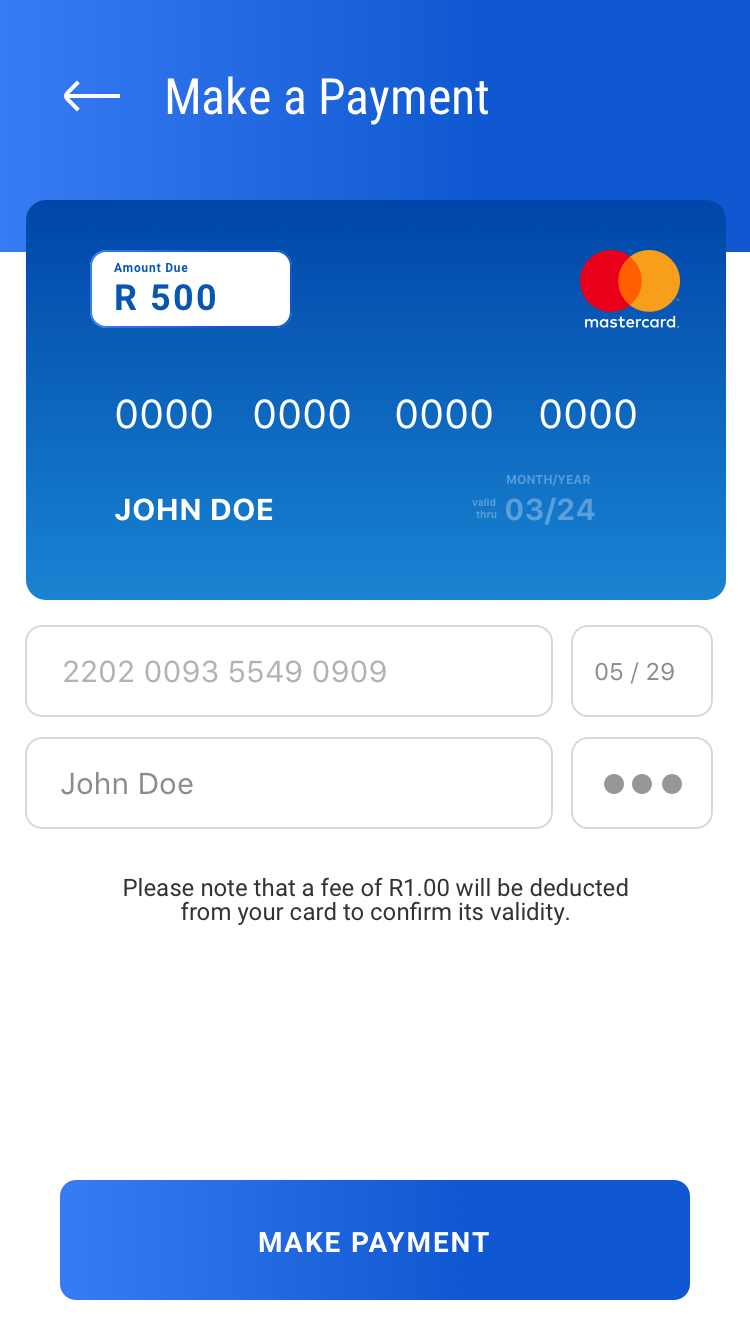 Make a Payment
Amount Due
R 500
mastercard.
0000 0000 0000 0000
MONTH/YEAR
JOHN DOE
valid thru 03/24
2202 0093 5549 0909
05 / 29
John Doe
●●●
Please note that a fee of R1.00 will be deducted
from your card to confirm its validity.
MAKE PAYMENT